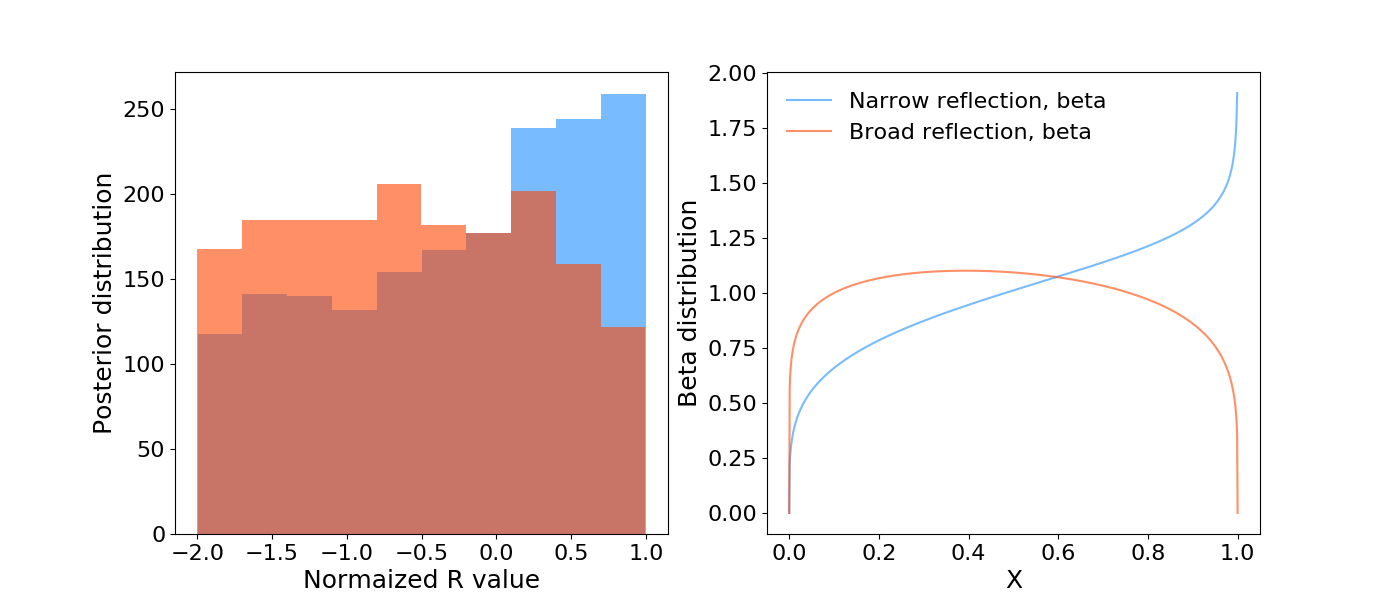 Posterior distribution
250
200
150
100
50
0
−2.0 −1.5 −1.0 −0.5 0.0 0.5 1.0
Normaized R value
Beta distribution
2.00
1.75
1.50
1.25
1.00
0.75
0.50
0.25
0.00
Narrow reflection, beta
Broad reflection, beta
0.0 0.2 0.4 0.6 0.8 1.0
X